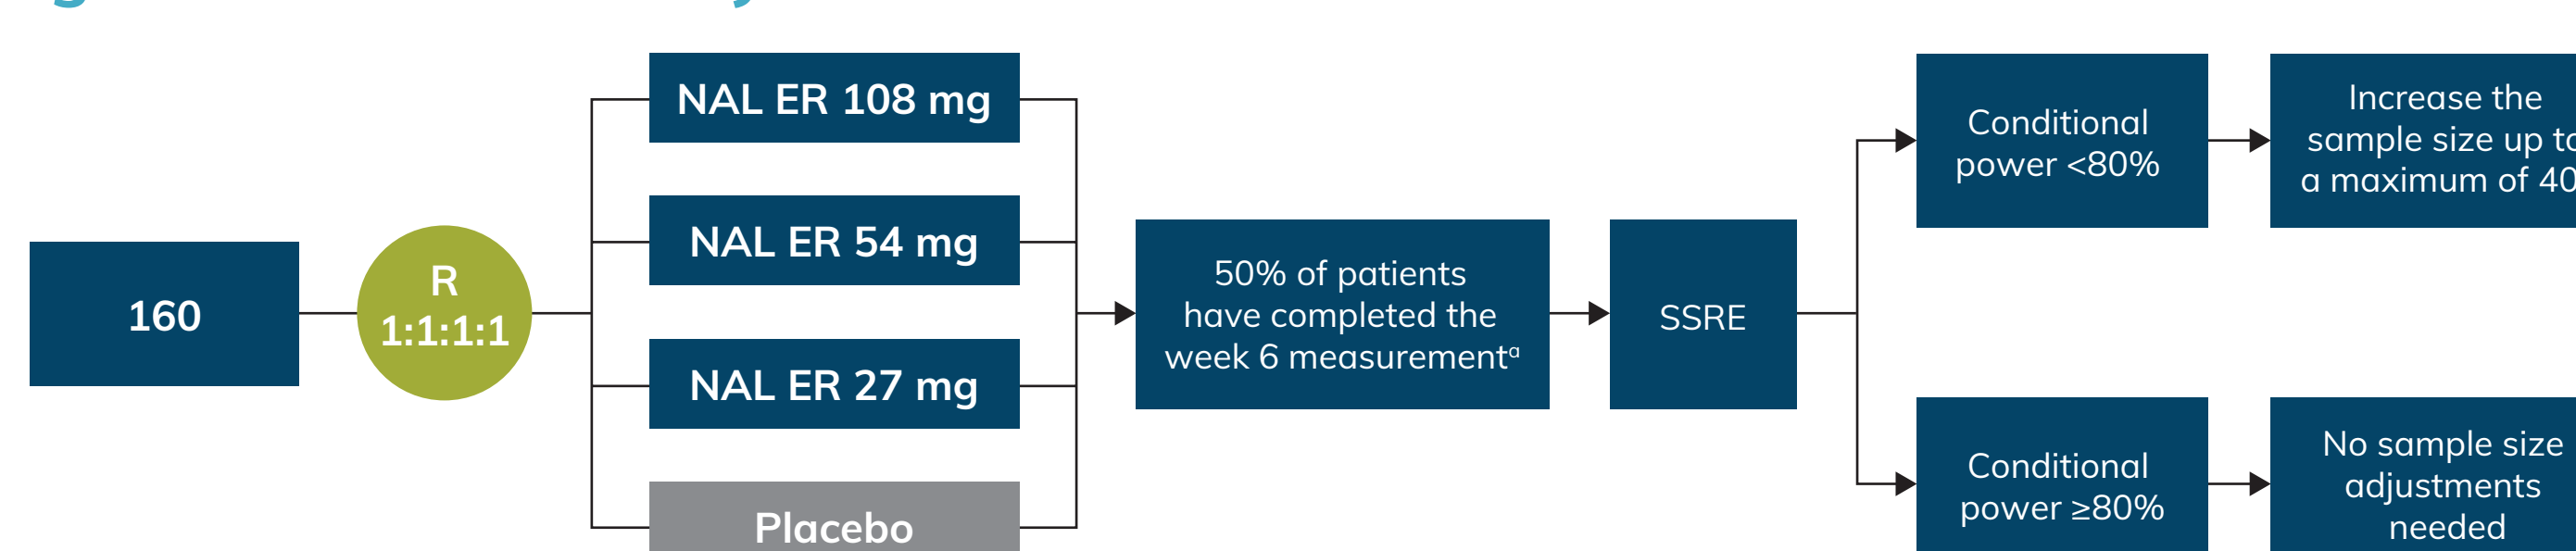 160
R
1:1:1:1
NAL ER 108 mg
NAL ER 54 mg
NAL ER 27 mg
Placebo
50% of patients
have completed the
week 6 measurementᵃ
SSRE
Conditional
power <80%
Increase the
sample size up
a maximum of
Conditional
power ≥80%
No sample size
adjustments
needed